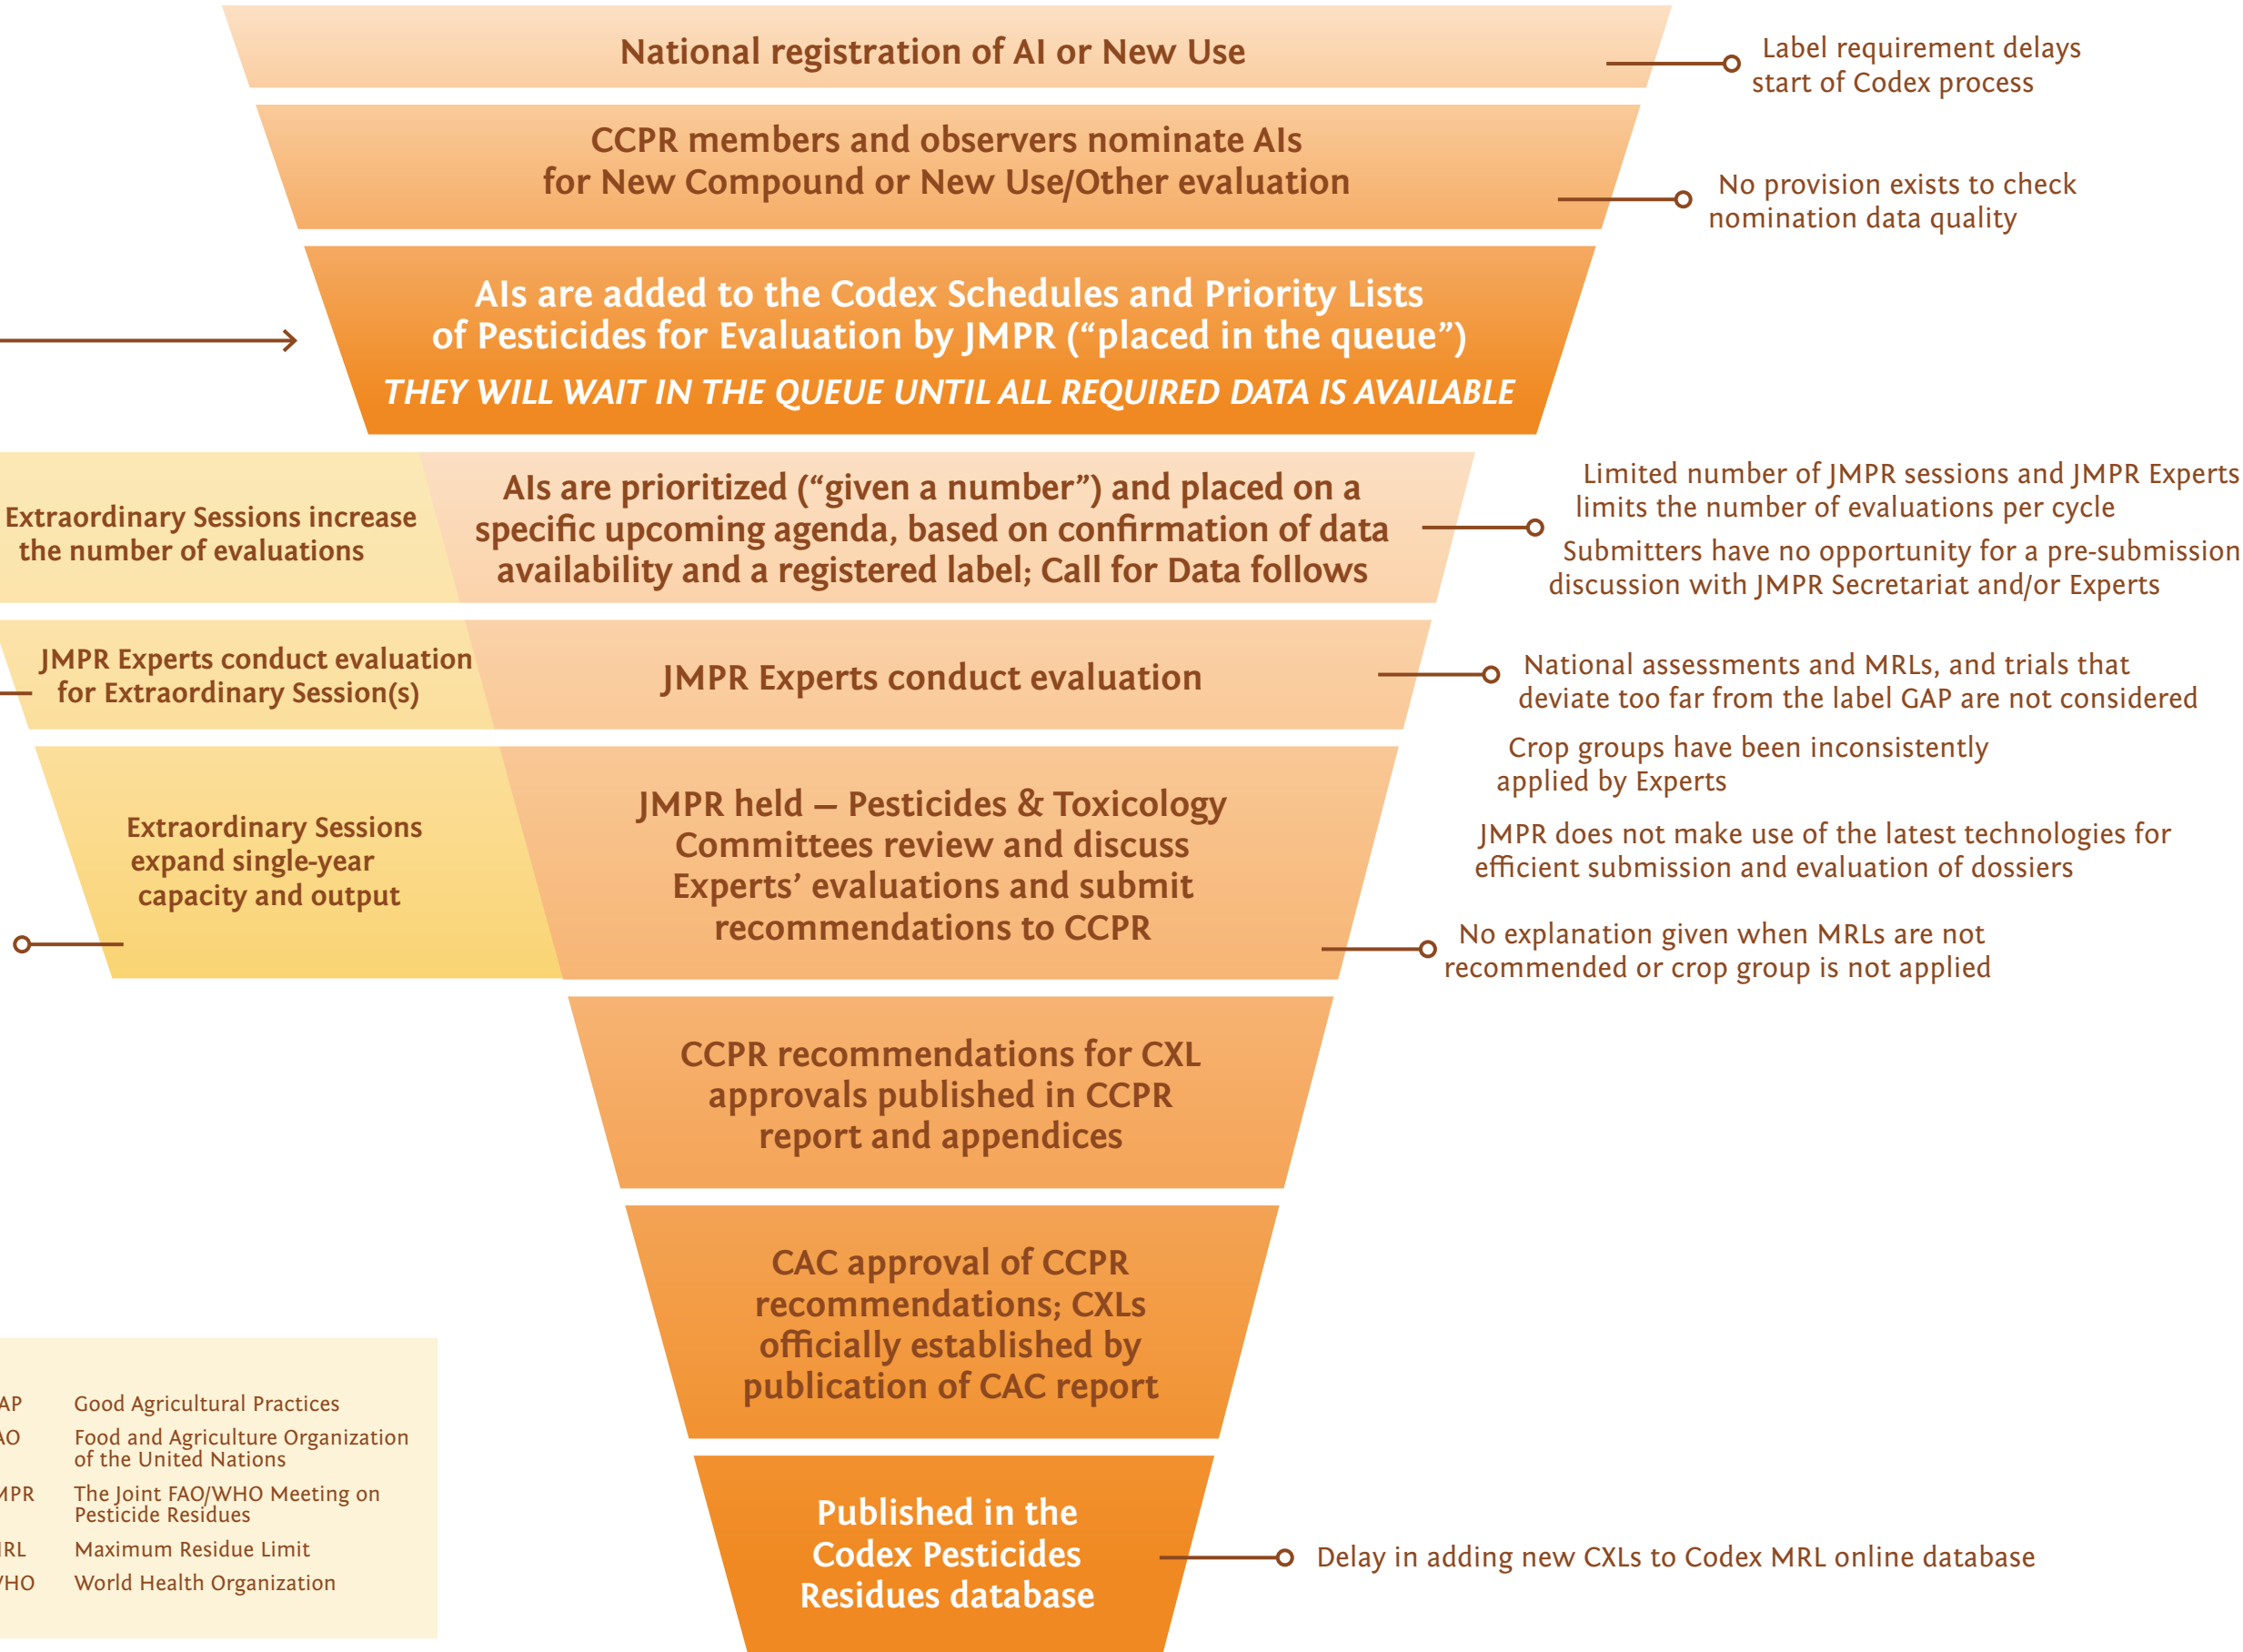 National registration of AI or New Use
Label requirement delays
start of Codex process
CCPR members and observers nominate AIs
for New Compound or New Use/Other evaluation
No provision exists to check
nomination data quality
AIs are added to the Codex Schedules and Priority Lists
of Pesticides for Evaluation by JMPR (“placed in the queue”)
THEY WILL WAIT IN THE QUEUE UNTIL ALL REQUIRED DATA IS AVAILABLE
Extraordinary Sessions increase
the number of evaluations
AIs are prioritized (“given a number”) and placed on a
specific upcoming agenda, based on confirmation of data
availability and a registered label; Call for Data follows
Limited number of JMPR sessions and JMPR Experts
limits the number of evaluations per cycle
Submitters have no opportunity for a pre-submission
discussion with JMPR Secretariat and/or Experts
JMPR Experts conduct evaluation
for Extraordinary Session(s)
JMPR Experts conduct evaluation
National assessments and MRLs, and trials that
deviate too far from the label GAP are not considered
Crop groups have been inconsistently
applied by Experts
JMPR does not make use of the latest technologies for
efficient submission and evaluation of dossiers
Extraordinary Sessions
expand single-year
capacity and output
JMPR held – Pesticides & Toxicology
Committees review and discuss
Experts’ evaluations and submit
recommendations to CCPR
No explanation given when MRLs are not
recommended or crop group is not applied
CCPR recommendations for CXL
approvals published in CCPR
report and appendices
CAC approval of CCPR
recommendations; CXLs
officially established by
publication of CAC report
Published in the
Codex Pesticides
Residues database
Delay in adding new CXLs to Codex MRL online database
AP Good Agricultural Practices
AO Food and Agriculture Organization
of the United Nations
MPR The Joint FAO/WHO Meeting on
Pesticide Residues
RL Maximum Residue Limit
HO World Health Organization